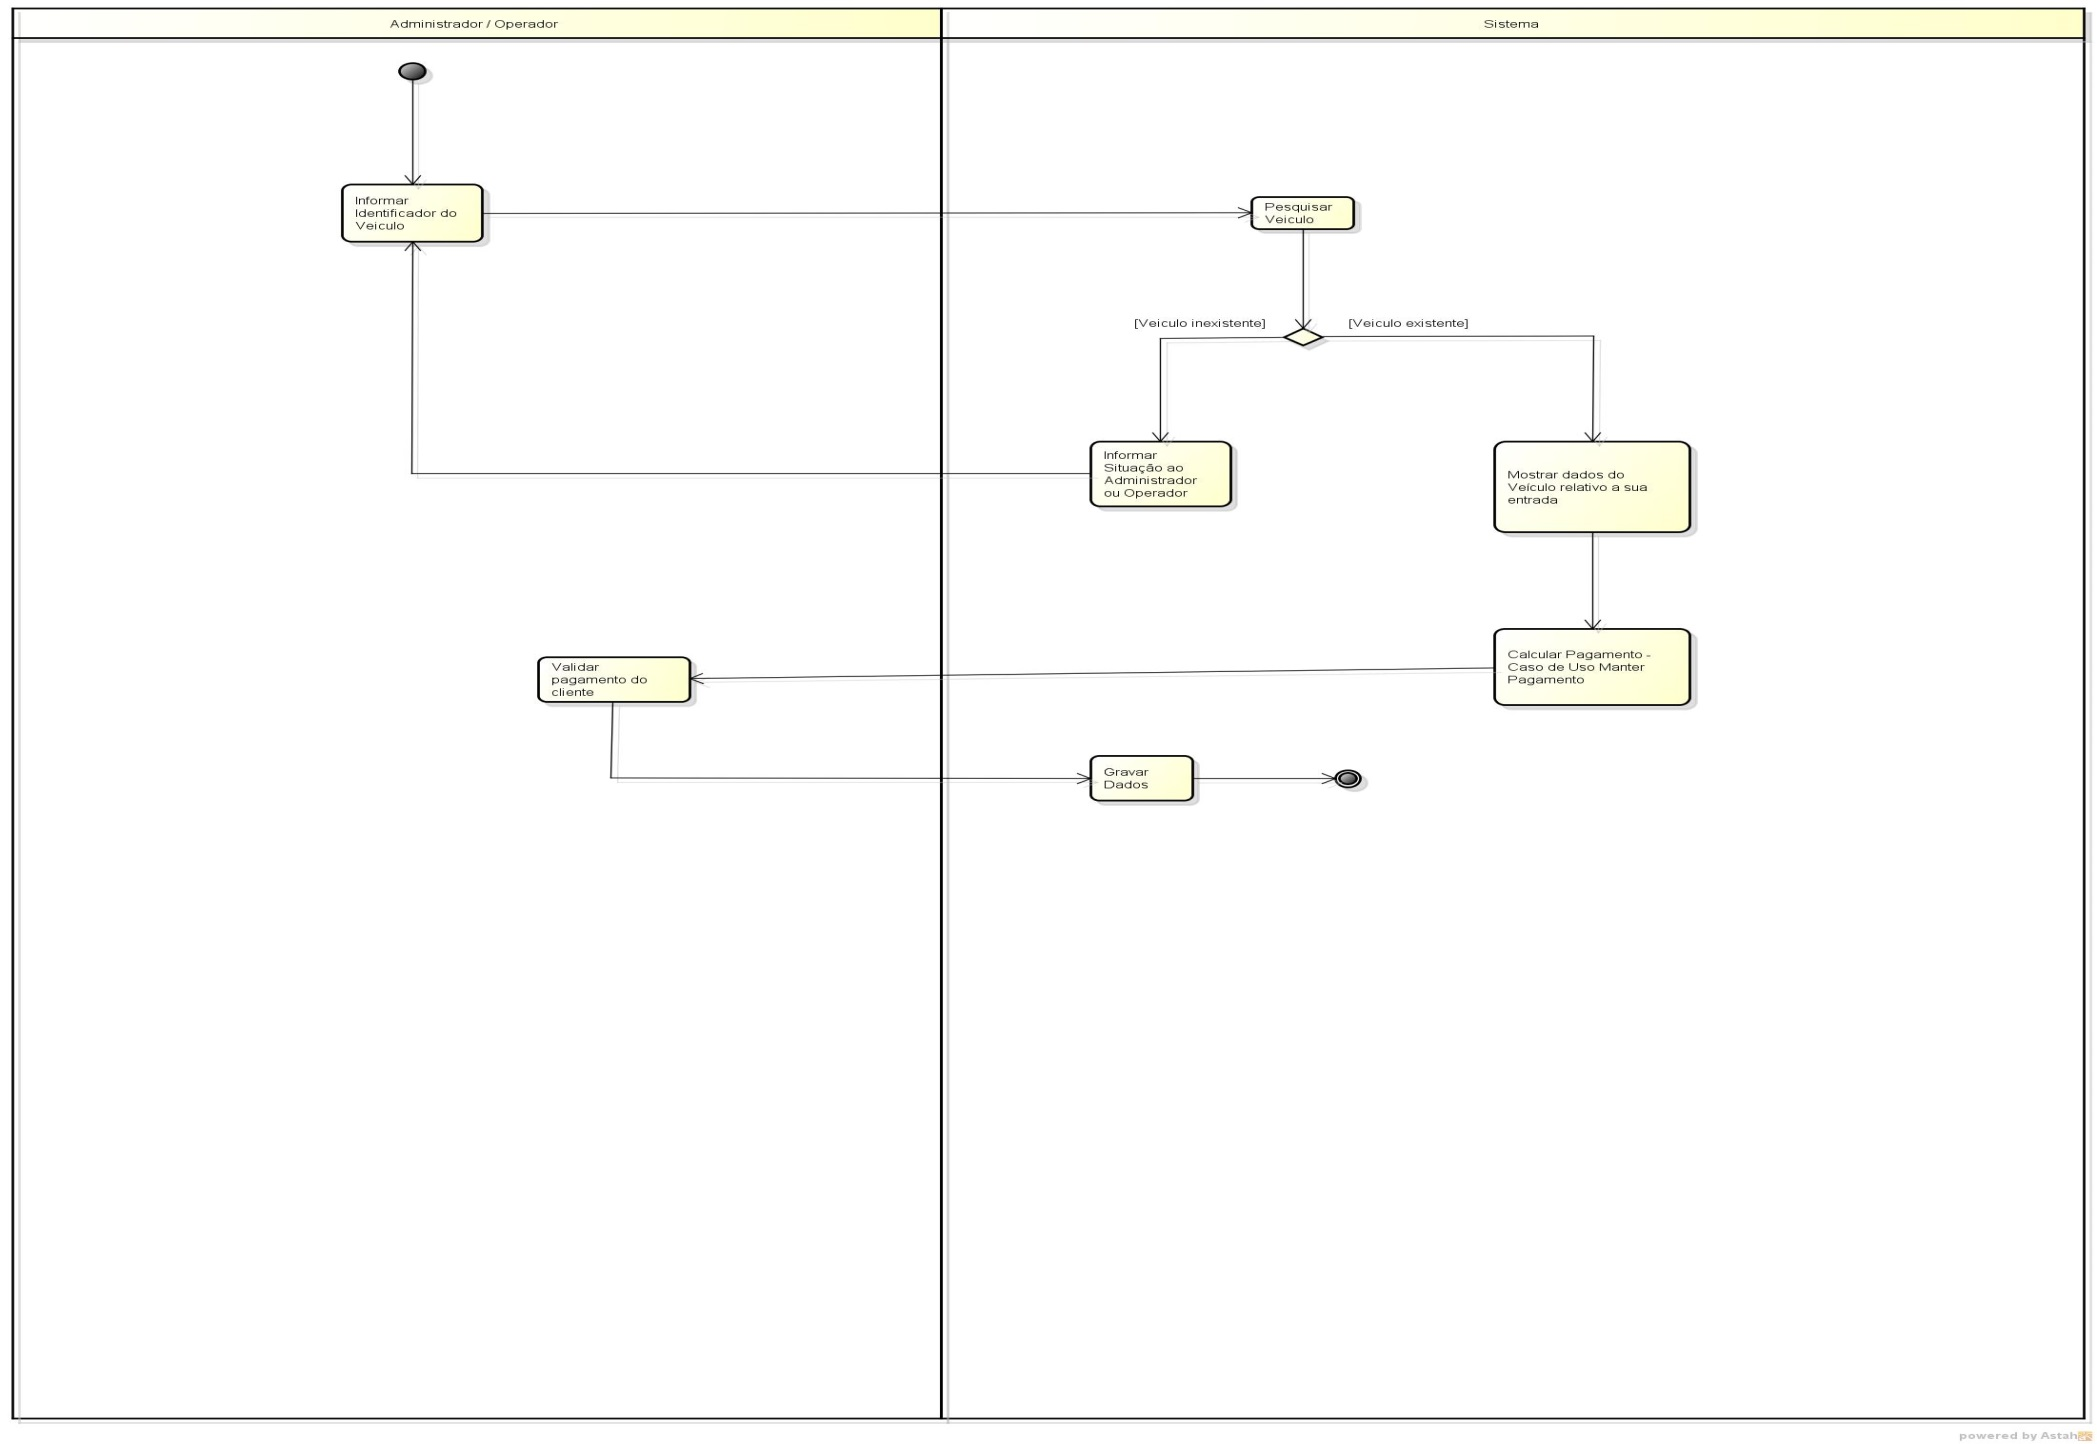 Administrador / Operador
Sistema
Informar
Identificador do
Veiculo
Pesquisar
Veiculo
[Veiculo inexistente]
[Veiculo existente]
Informar
Situação ao
Administrador
ou Operador
Mostrar dados do
Veículo relativo a sua
entrada
Validar
pagamento do
cliente
Calcular Pagamento -
Caso de Uso Manter
Pagamento
Gravar
Dados
powered by Astah